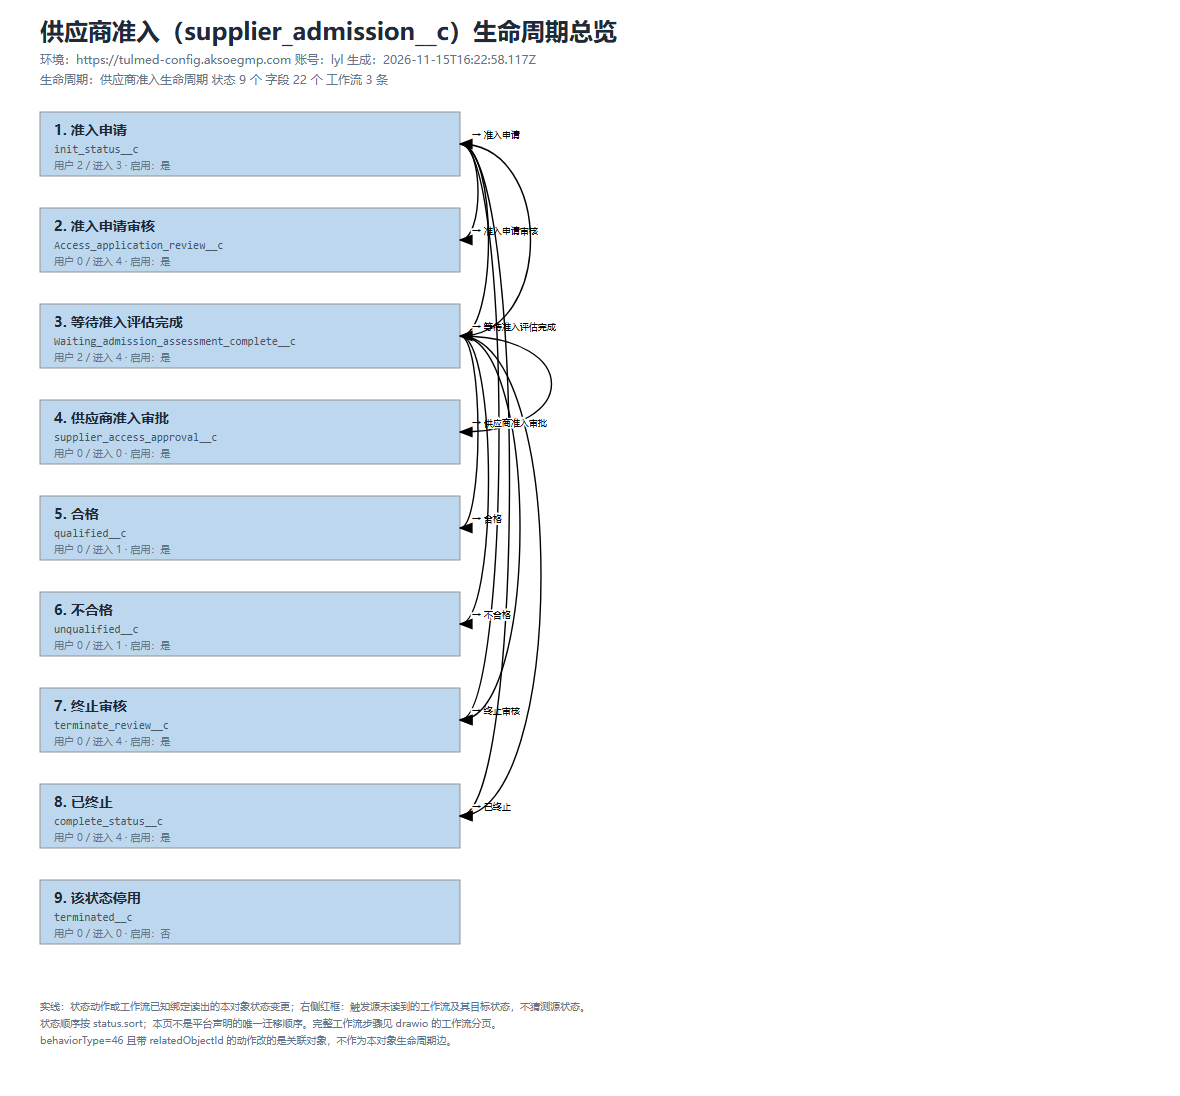 供应商准入（supplier_admission__c）生命周期总览
环境：https://tulmed-config.aksoegmp.com 账号：lyl 生成：2026-11-15T16:22:58.117Z
生命周期：供应商准入生命周期 状态 9 个 字段 22 个 工作流 3 条
1. 准入申请
init_status__c
用户 2 / 进入 3 · 启用：是
→ 准入申请
2. 准入申请审核
Access_application_review__c
用户 0 / 进入 4 · 启用：是
→ 准入申请审核
3. 等待准入评估完成
Waiting_admission_assessment_complete__c
用户 2 / 进入 4 · 启用：是
→ 等待准入评估完成
4. 供应商准入审批
supplier_access_approval__c
用户 0 / 进入 0 · 启用：是
→ 供应商准入审批
5. 合格
qualified__c
用户 0 / 进入 1 · 启用：是
→ 合格
6. 不合格
unqualified__c
用户 0 / 进入 1 · 启用：是
→ 不合格
7. 终止审核
terminate_review__c
用户 0 / 进入 4 · 启用：是
→ 终止审核
8. 已终止
complete_status__c
用户 0 / 进入 4 · 启用：是
→ 已终止
9. 该状态停用
terminated__c
用户 0 / 进入 0 · 启用：否
实线：状态动作或工作流已知绑定读出的本对象状态变更；右侧红框：触发源未读到的工作流及其目标状态，不猜测源状态。
状态顺序按 status.sort；本页不是平台声明的唯一迁移顺序。完整工作流步骤见 drawio 的工作流分页。
behaviorType=46 且带 relatedObjectId 的动作改的是关联对象，不作为本对象生命周期边。